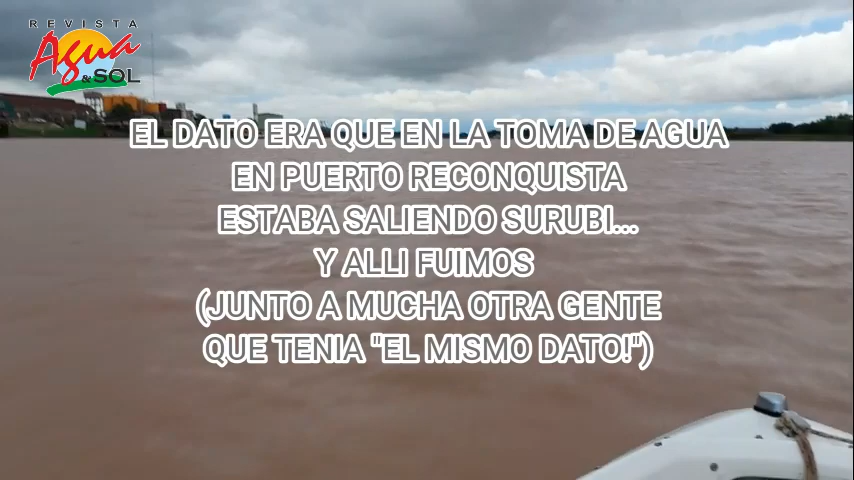 REVISTA
Agua
& SOL
EL DATO ERA QUE EN LA TOMA DE AGUA
EN PUERTO RECONQUISTA
ESTABA SALIENDO SURUBI...
Y ALLI FUIMOS
(JUNTO A MUCHA OTRA GENTE
QUE TENIA "EL MISMO DATO!")